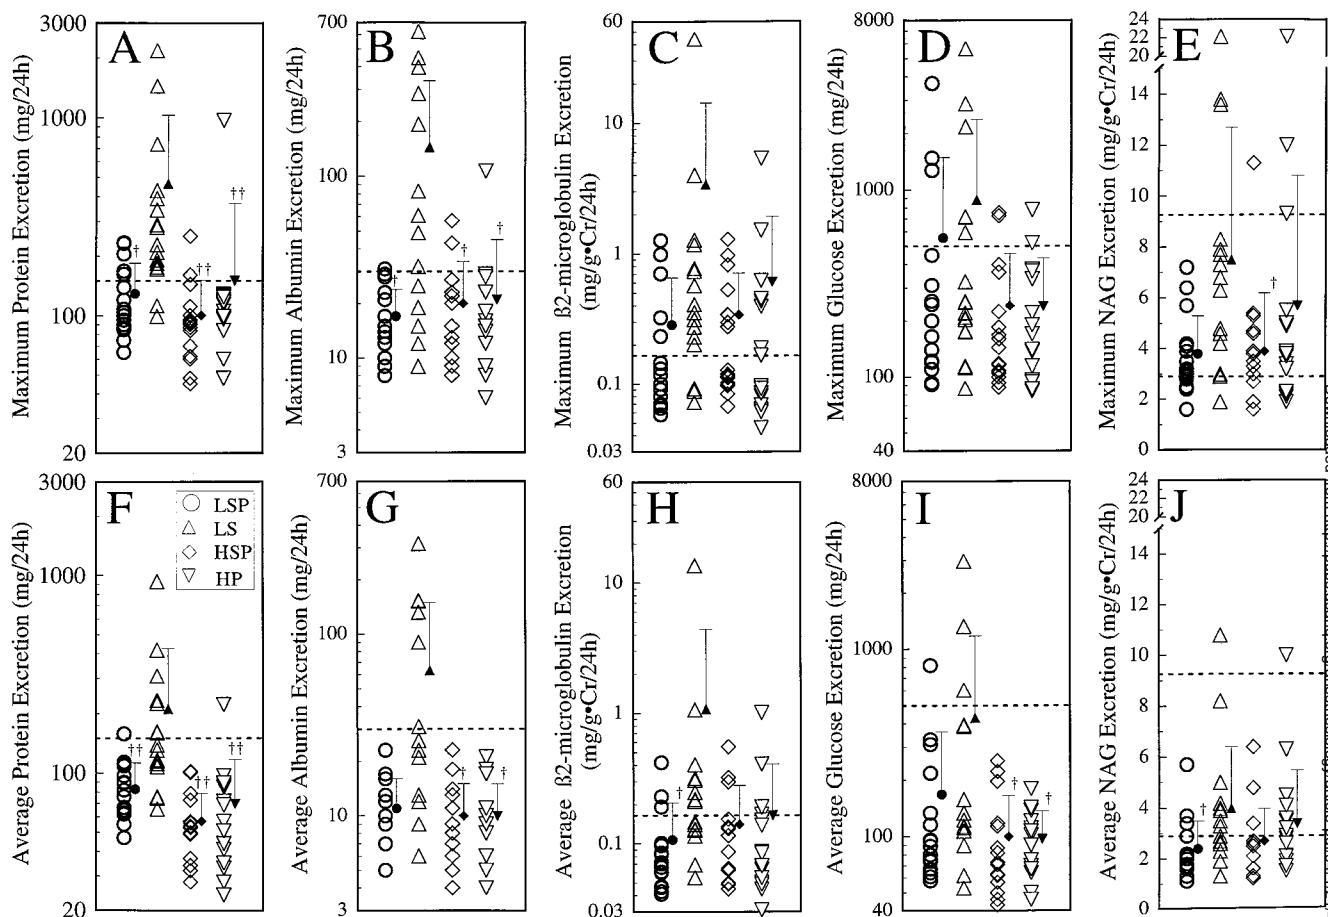 A
Maximum Protein Excretion (mg/24h)
3000
1000
100
20
†
††
††
B
Maximum Albumin Excretion (mg/24h)
700
100
10
3
†
†
†
C
Maximum ß2-microglobulin Excretion
(mg/g•Cr/24h)
60
10
1
0.1
0.03
D
Maximum Glucose Excretion (mg/24h)
8000
1000
100
40
E
Maximum NAG Excretion (mg/g•Cr/24h)
24
22
20
14
12
10
8
6
4
2
0
†
F
Average Protein Excretion (mg/24h)
3000
1000
100
20
LSP
LS
HSP
HP
††
††
††
G
Average Albumin Excretion (mg/24h)
700
100
10
3
†
†
H
Average ß2-microglobulin Excretion
(mg/g•Cr/24h)
60
10
1
0.1
0.03
†
I
Average Glucose Excretion (mg/24h)
8000
1000
100
40
†
†
J
Average NAG Excretion (mg/g•Cr/24h)
24
22
20
14
12
10
8
6
4
2
0
†